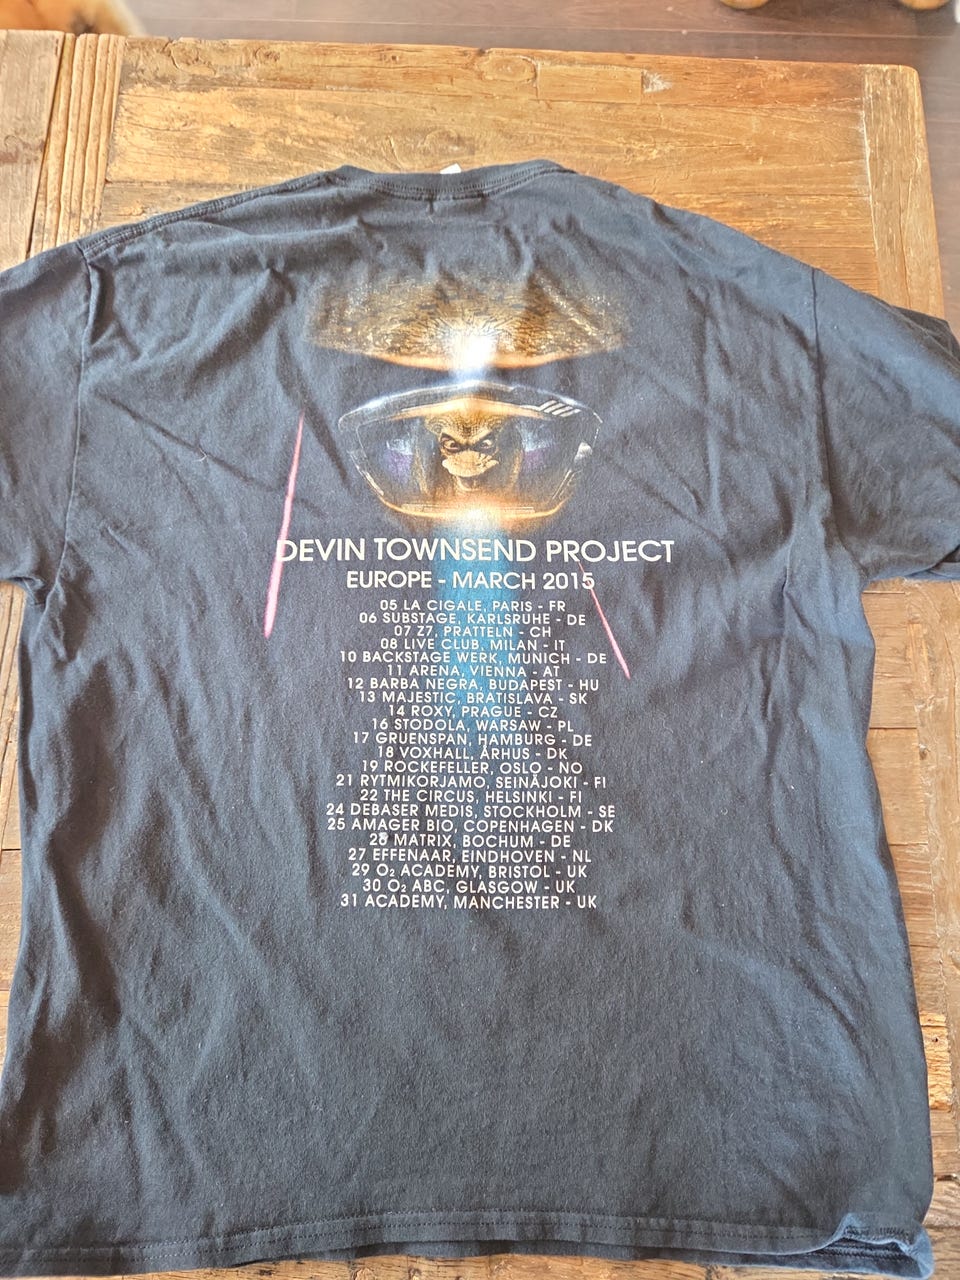 DEVIN TOWNSEND PROJECT
EUROPE - MARCH 2015
05 LA CIGALE, PARIS - FR
06 SUBSTAGE, KARLSRUHE - DE
07 Z7, PRATTELN - CH
08 LIVE CLUB, MILAN - IT
10 BACKSTAGE WERK, MUNICH - DE
11 ARENA, VIENNA - AT
12 BARBA NEGRA, BUDAPEST - HU
13 MAJESTIC, BRATISLAVA - SK
14 ROXY, PRAGUE - CZ
16 STODOLA, WARSAW - PL
17 GRUENSPAN, HAMBURG - DE
18 VOXHALL, ÅRHUS - DK
19 ROCKEFELLER, OSLO - NO
21 RYTMIKORJAMO, SEINÄJOKI - FI
22 THE CIRCUS, HELSINKI - FI
24 DEBASER MEDIS, STOCKHOLM - SE
25 AMAGER BIO, COPENHAGEN - DK
26 MATRIX, BOCHUM - DE
27 EFFENAAR, EINDHOVEN - NL
29 O₂ ACADEMY, BRISTOL - UK
30 O₂ ABC, GLASGOW - UK
31 ACADEMY, MANCHESTER - UK